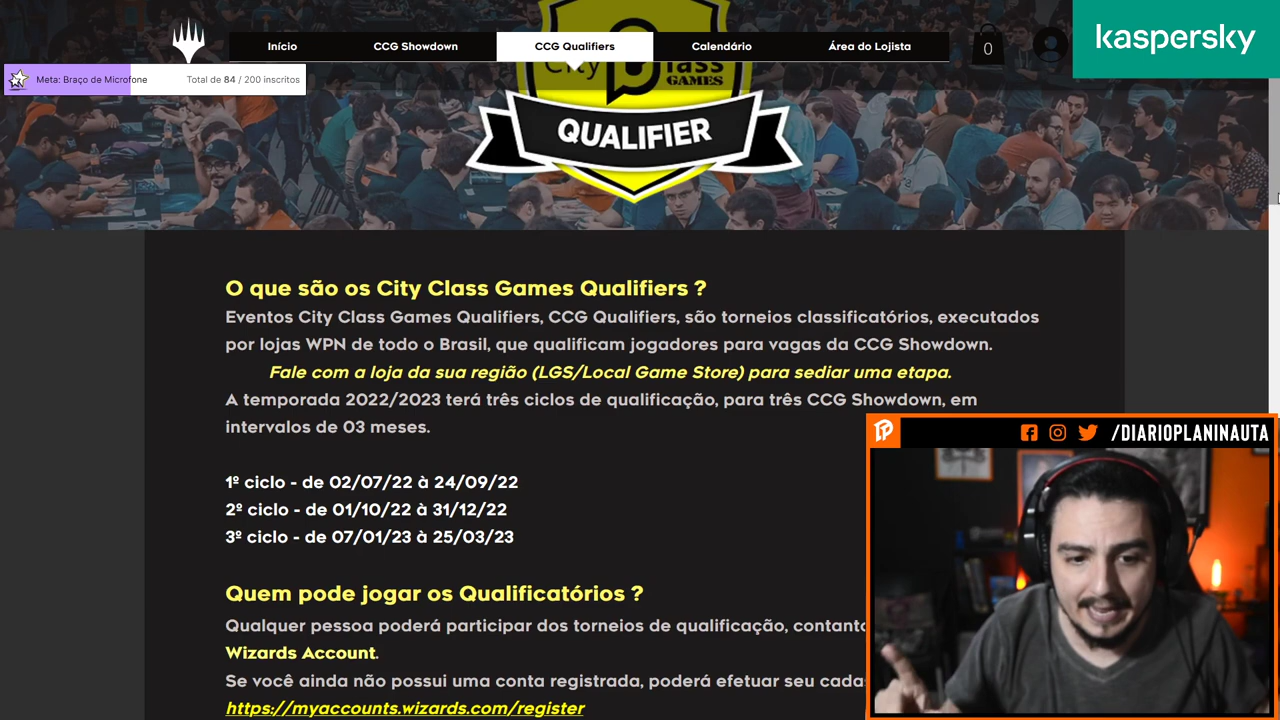 Início
CCG Showdown
CCG Qualifiers
Calendário
Área do Lojista
0
kaspersky
Meta: Braço de Microfone
Total de 84 / 200 inscritos
City Class
GAMES
QUALIFIER
O que são os City Class Games Qualifiers ?
Eventos City Class Games Qualifiers, CCG Qualifiers, são torneios classificatórios, executados
por lojas WPN de todo o Brasil, que qualificam jogadores para vagas da CCG Showdown.
Fale com a loja da sua região (LGS/Local Game Store) para sediar uma etapa.
A temporada 2022/2023 terá três ciclos de qualificação, para três CCG Showdown, em
intervalos de 03 meses.
1º ciclo - de 02/07/22 à 24/09/22
2º ciclo - de 01/10/22 à 31/12/22
3º ciclo - de 07/01/23 à 25/03/23
/DIARIOPLANINAUTA
Quem pode jogar os Qualificatórios ?
Qualquer pessoa poderá participar dos torneios de qualificação, contanto
Wizards Account.
Se você ainda não possui uma conta registrada, poderá efetuar seu cadas
https://myaccounts.wizards.com/register